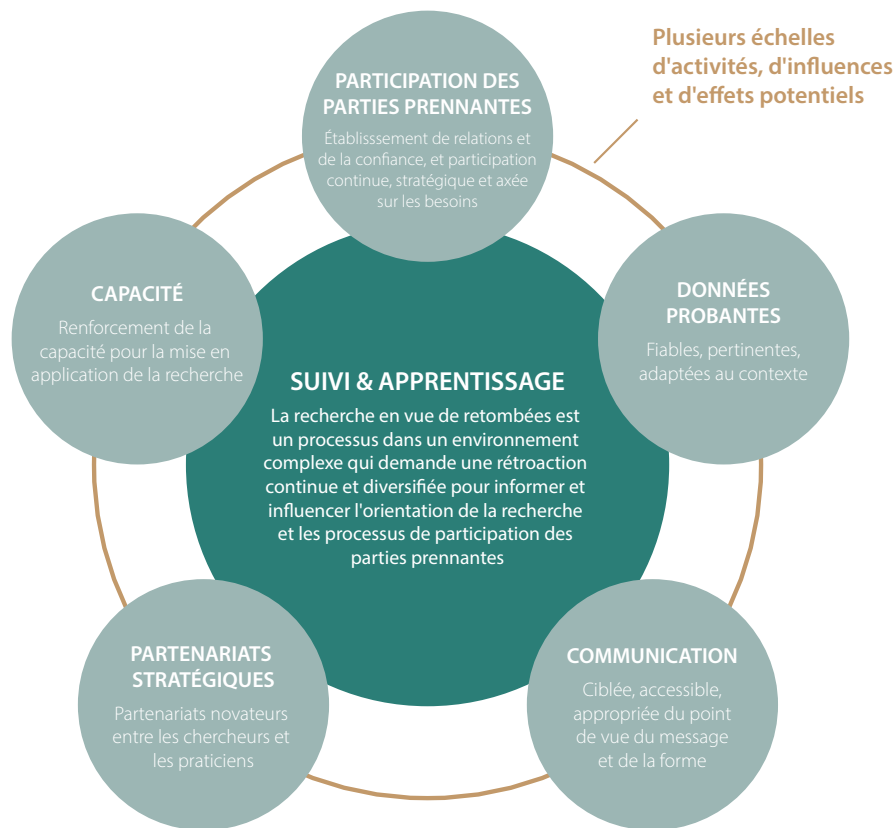 Plusieurs échelles
d'activités, d'influences
et d'effets potentiels
PARTICIPATION DES
PARTIES PRENNANTES
Établisssement de relations et
de la confiance, et participation
continue, stratégique et axée
sur les besoins
CAPACITÉ
Renforcement de la
capacité pour la mise en
application de la recherche
DONNÉES
PROBANTES
Fiables, pertinentes,
adaptées au contexte
SUIVI & APPRENTISSAGE
La recherche en vue de retombées est
un processus dans un environnement
complexe qui demande une rétroaction
continue et diversifiée pour informer et
influencer l'orientation de la recherche
et les processus de participation des
parties prennantes
PARTENARIATS
STRATÉGIQUES
Partenariats novateurs
entre les chercheurs et
les praticiens
COMMUNICATION
Ciblée, accessible,
appropriée du point
de vue du message
et de la forme